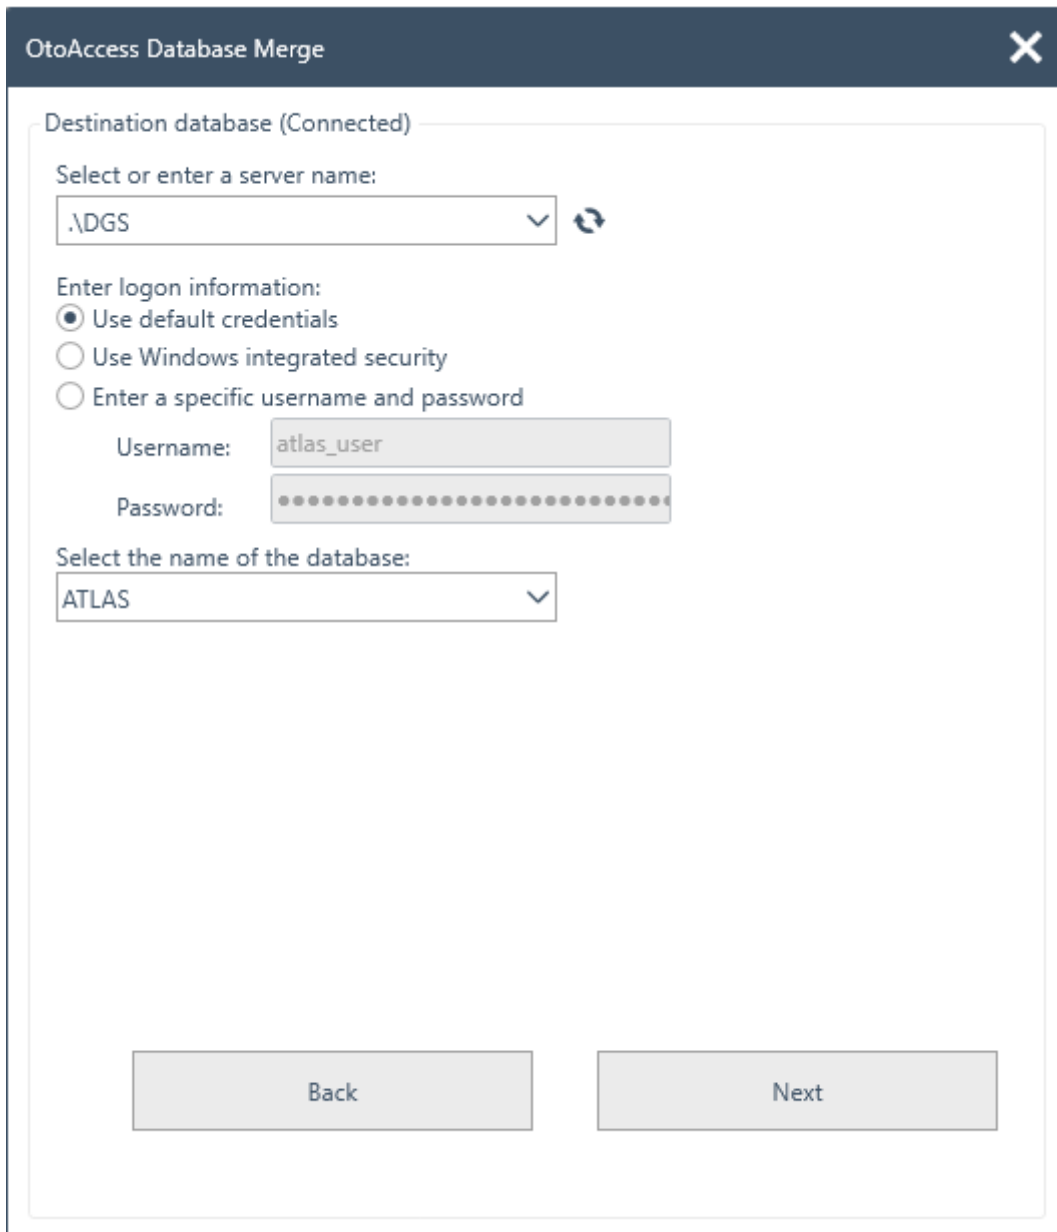 OtoAccess Database Merge
Destination database (Connected)
Select or enter a server name:
.\DGS
Enter logon information:
Use default credentials
Use Windows integrated security
Enter a specific username and password
Username: atlas_user
Password: ●●●●●●●●●●●●●●●●●●●●●●●●●●●
Select the name of the database:
ATLAS
Back Next